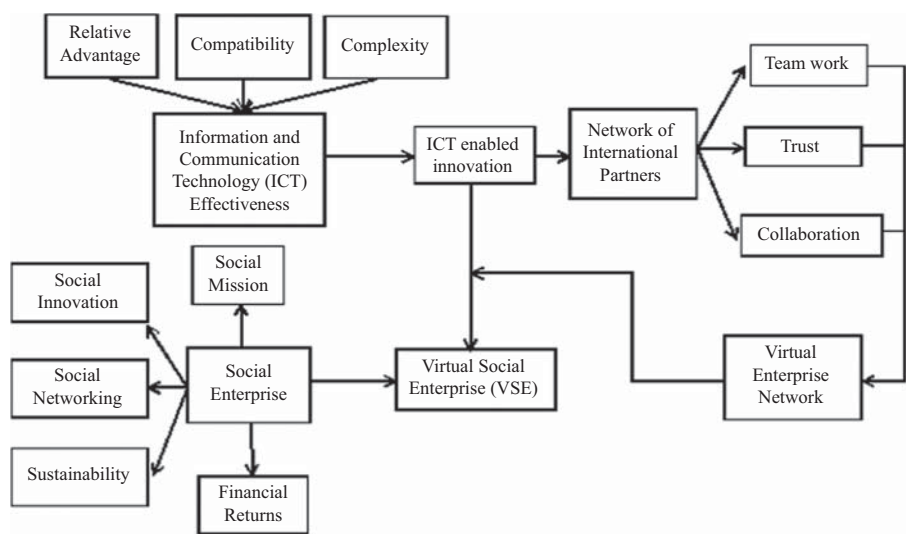 Relative
Advantage
Compatibility
Complexity
Information and
Communication
Technology (ICT)
Effectiveness
ICT enabled
innovation
Network of
International
Partners
Team work
Trust
Collaboration
Social
Mission
Social
Innovation
Social
Networking
Sustainability
Social
Enterprise
Financial
Returns
Virtual Social
Enterprise (VSE)
Virtual
Enterprise
Network